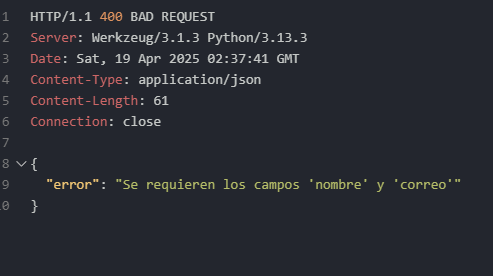 1 HTTP/1.1 400 BAD REQUEST
2 Server: Werkzeug/3.1.3 Python/3.13.3
3 Date: Sat, 19 Apr 2025 02:37:41 GMT
4 Content-Type: application/json
5 Content-Length: 61
6 Connection: close
7
8 {
9 "error": "Se requieren los campos 'nombre' y 'correo'"
10 }